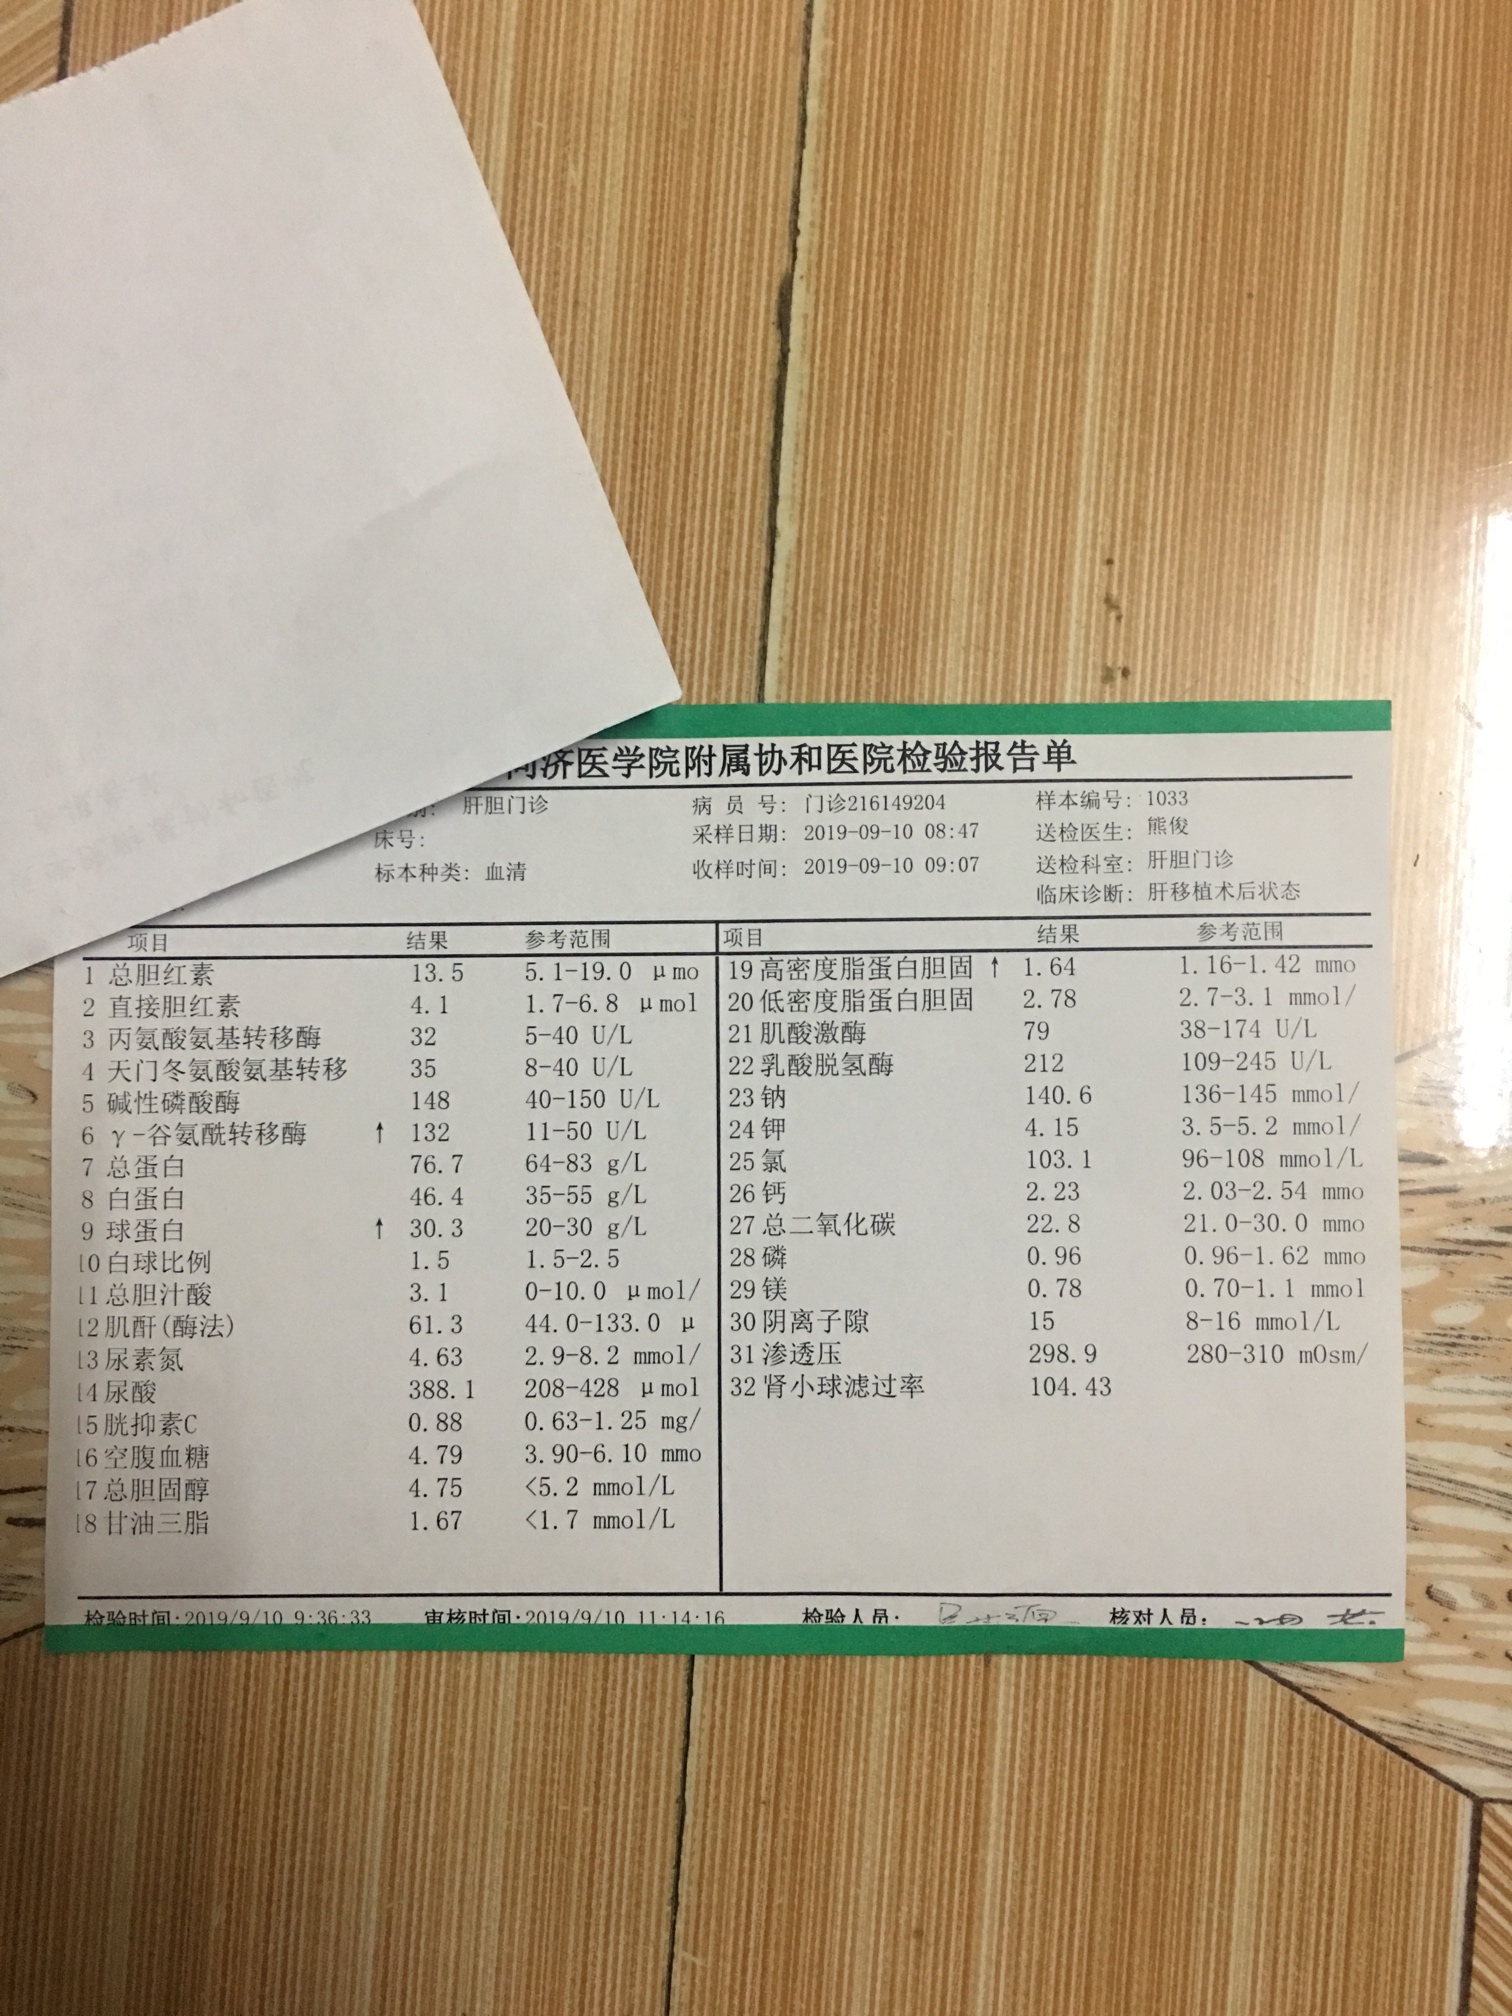 济医学院附属协和医院检验报告单
肝胆门诊 病 员 号: 门诊216149204 样本编号: 1033
床号: 采样日期: 2019-09-10 08:47 送检医生: 熊俊
标本种类: 血清 收样时间: 2019-09-10 09:07 送检科室: 肝胆门诊
临床诊断: 肝移植术后状态
项目 结果 参考范围 项目 结果 参考范围
1 总胆红素 13.5 5.1-19.0 μmo 19 高密度脂蛋白胆固 ↑ 1.64 1.16-1.42 mmo
2 直接胆红素 4.1 1.7-6.8 μmol 20 低密度脂蛋白胆固 2.78 2.7-3.1 mmol/
3 丙氨酸氨基转移酶 32 5-40 U/L 21 肌酸激酶 79 38-174 U/L
4 天门冬氨酸氨基转移 35 8-40 U/L 22 乳酸脱氢酶 212 109-245 U/L
5 碱性磷酸酶 148 40-150 U/L 23 钠 140.6 136-145 mmol/
6 γ-谷氨酰转移酶 ↑ 132 11-50 U/L 24 钾 4.15 3.5-5.2 mmol/
7 总蛋白 76.7 64-83 g/L 25 氯 103.1 96-108 mmol/L
8 白蛋白 46.4 35-55 g/L 26 钙 2.23 2.03-2.54 mmo
9 球蛋白 ↑ 30.3 20-30 g/L 27 总二氧化碳 22.8 21.0-30.0 mmo
10 白球比例 1.5 1.5-2.5 28 磷 0.96 0.96-1.62 mmo
11 总胆汁酸 3.1 0-10.0 μmol/ 29 镁 0.78 0.70-1.1 mmol
12 肌酐(酶法) 61.3 44.0-133.0 μ 30 阴离子隙 15 8-16 mmol/L
13 尿素氮 4.63 2.9-8.2 mmol/ 31 渗透压 298.9 280-310 mOsm/
14 尿酸 388.1 208-428 μmol 32 肾小球滤过率 104.43
15 胱抑素C 0.88 0.63-1.25 mg/
16 空腹血糖 4.79 3.90-6.10 mmo
17 总胆固醇 4.75 <5.2 mmol/L
18 甘油三脂 1.67 <1.7 mmol/L
检验时间:2019/9/10 9:36:33 审核时间:2019/9/10 11:14:16 检验人员: 核对人员: